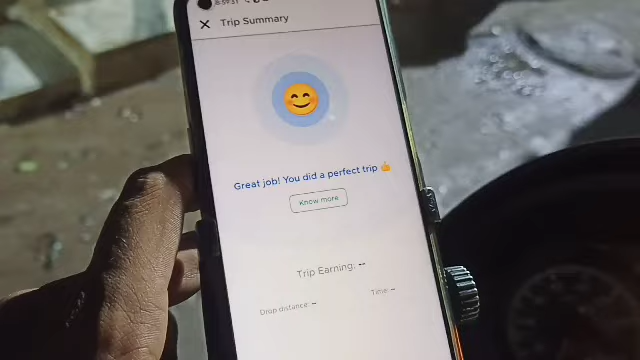 Trip Summary
Great job! You did a perfect trip 👍
Know more
Trip Earning: --
Drop distance: --
Time: --